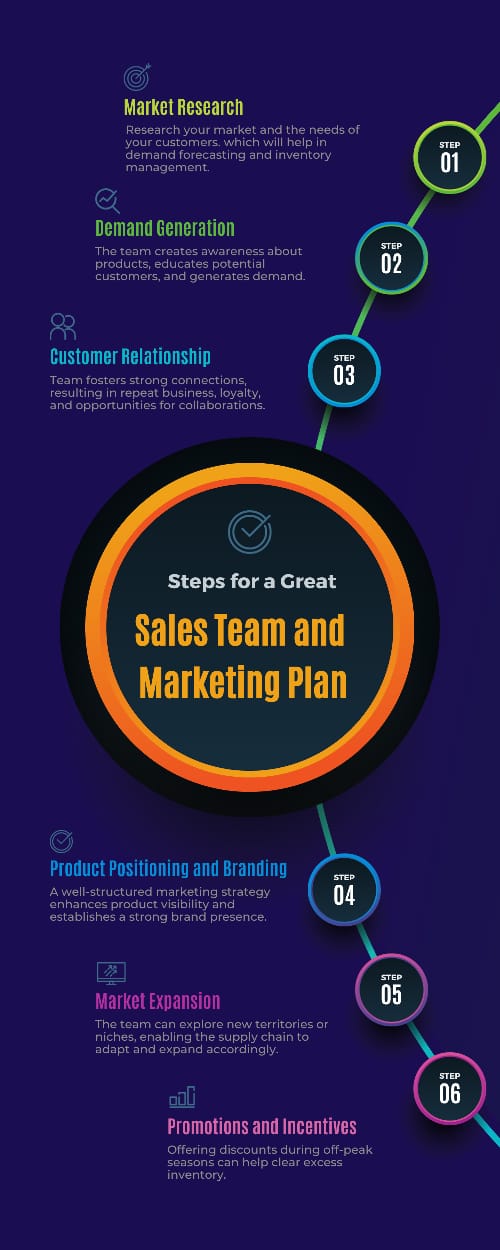 Market Research
Research your market and the needs of
your customers. which will help in
demand forecasting and inventory
management.
STEP
01
Demand Generation
The team creates awareness about
products, educates potential
customers, and generates demand.
STEP
02
Customer Relationship
Team fosters strong connections,
resulting in repeat business, loyalty,
and opportunities for collaborations.
STEP
03
Steps for a Great
Sales Team and
Marketing Plan
Product Positioning and Branding
A well-structured marketing strategy
enhances product visibility and
establishes a strong brand presence.
STEP
04
Market Expansion
The team can explore new territories or
niches, enabling the supply chain to
adapt and expand accordingly.
STEP
05
Promotions and Incentives
Offering discounts during off-peak
seasons can help clear excess
inventory.
STEP
06